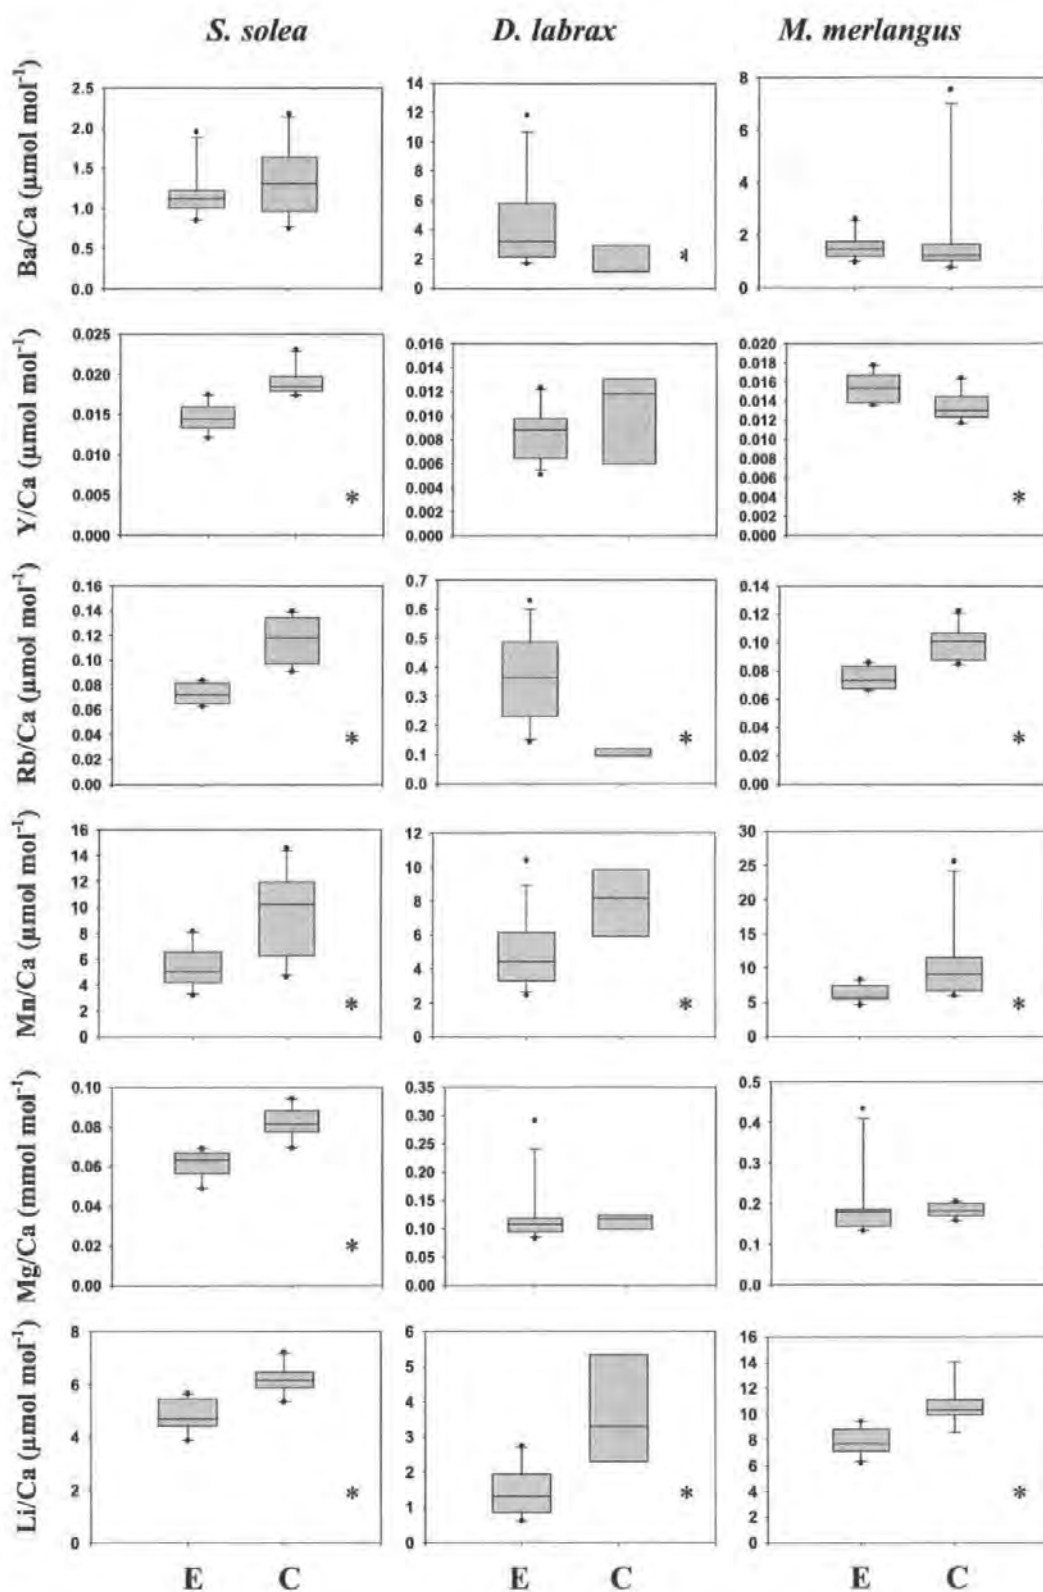 S. solea D. labrax M. merlangus
Ba/Ca (µmol mol⁻¹)
2.5 2.0 1.5 1.0 0.5 0.0
14 12 10 8 6 4 2 0
8 6 4 2 0
Y/Ca (µmol mol⁻¹)
0.025 0.020 0.015 0.010 0.005 0.000
*
0.016 0.014 0.012 0.010 0.008 0.006 0.004 0.002 0.000
0.020 0.018 0.016 0.014 0.012 0.010 0.008 0.006 0.004 0.002 0.000
*
Rb/Ca (µmol mol⁻¹)
0.16 0.14 0.12 0.10 0.08 0.06 0.04 0.02 0.00
*
0.7 0.6 0.5 0.4 0.3 0.2 0.1 0.0
*
0.14 0.12 0.10 0.08 0.06 0.04 0.02 0.00
*
Mn/Ca (µmol mol⁻¹)
16 14 12 10 8 6 4 2 0
*
12 10 8 6 4 2 0
*
30 25 20 15 10 5 0
*
Mg/Ca (mmol mol⁻¹)
0.10 0.08 0.06 0.04 0.02 0.00
*
0.35 0.30 0.25 0.20 0.15 0.10 0.05 0.00
0.5 0.4 0.3 0.2 0.1 0.0
Li/Ca (µmol mol⁻¹)
8 6 4 2 0
*
6 5 4 3 2 1 0
*
16 14 12 10 8 6 4 2 0
*
E C E C E C